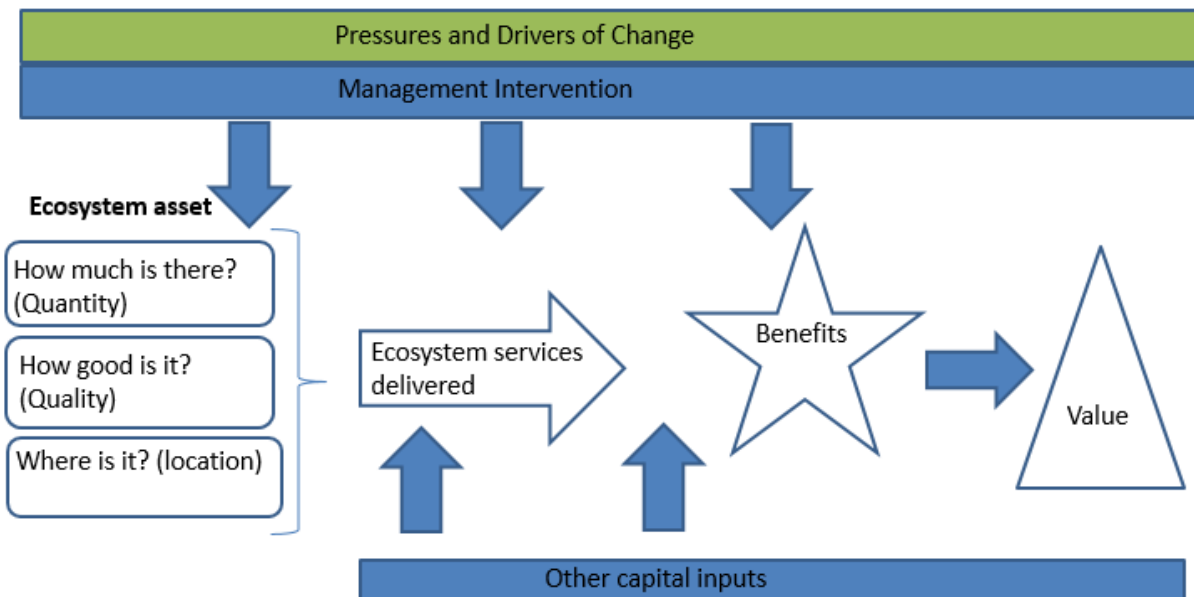 Pressures and Drivers of Change
Management Intervention
Ecosystem asset
How much is there?
(Quantity)
How good is it?
(Quality)
Where is it? (location)
Ecosystem services
delivered
Benefits
Value
Other capital inputs